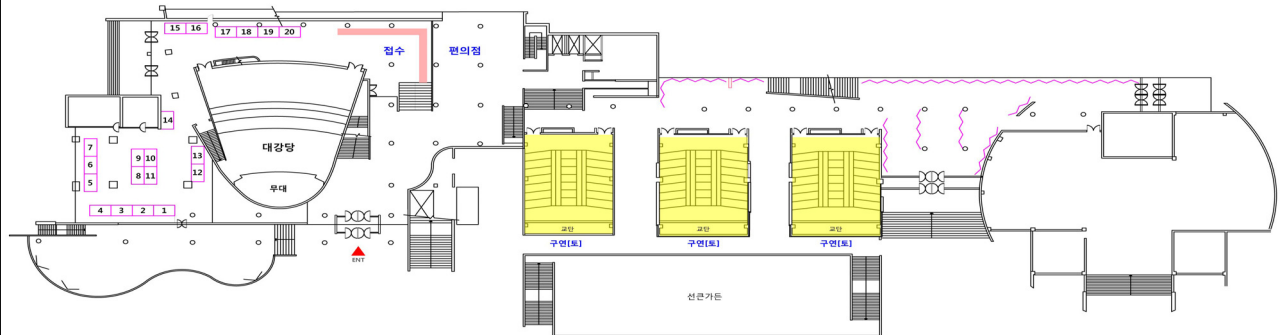 15 16
17 18 19 20
접수
편의점
14
대강당
7
6
5
9 10
8 11
13
12
무대
4 3 2 1
ENT
교단
교단
교단
구연[토]
구연[토]
구연[토]
선큰가든